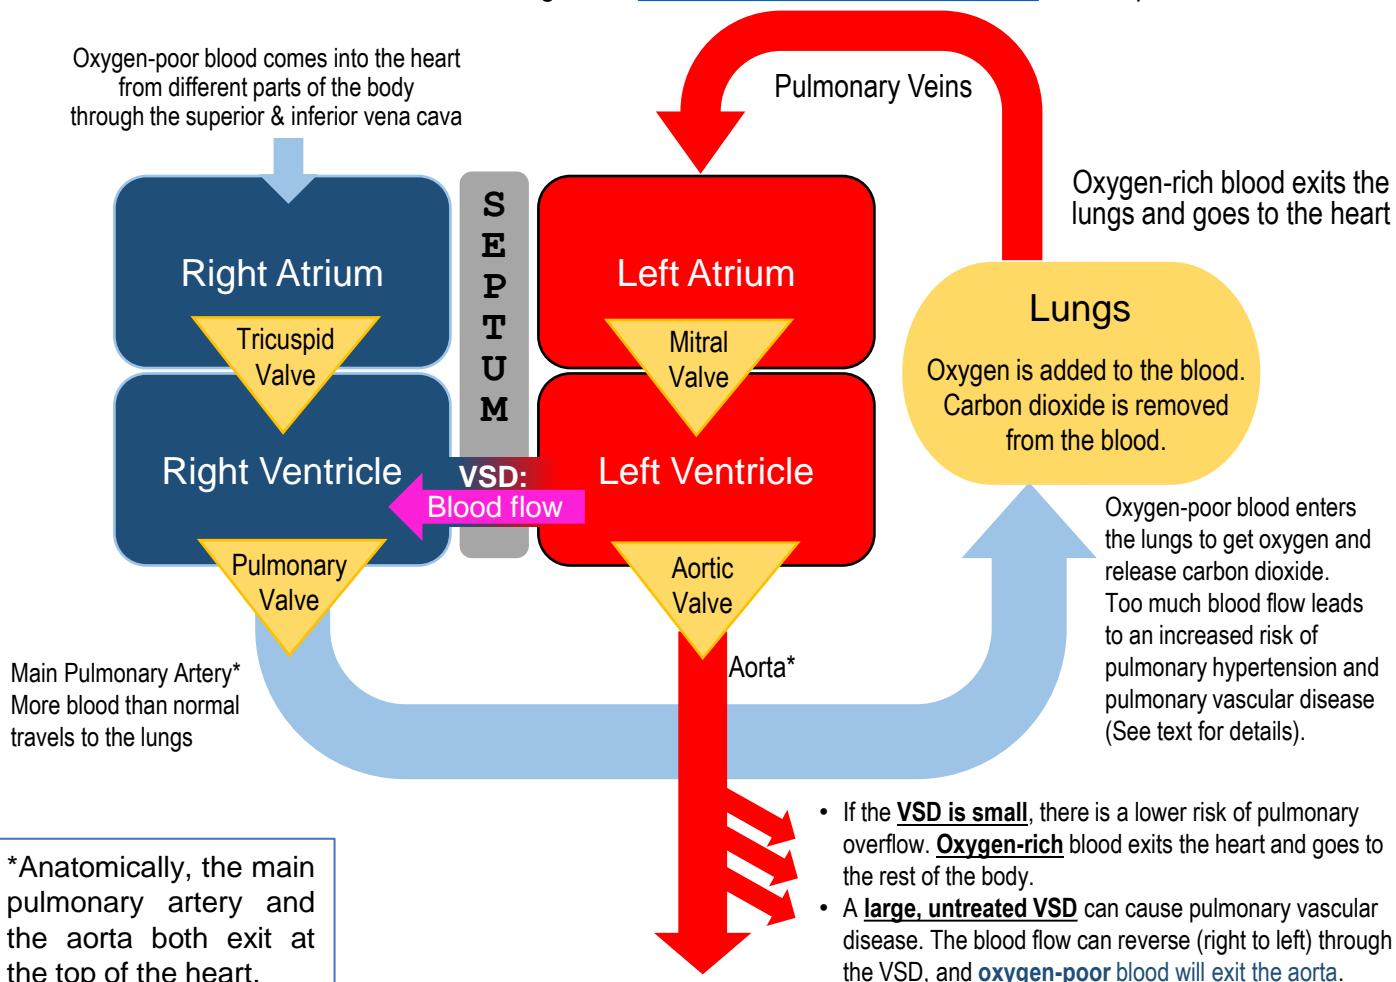 Oxygen-poor blood comes into the heart
from different parts of the body
through the superior & inferior vena cava
Pulmonary Veins
Oxygen-rich blood exits the
lungs and goes to the heart
S
E
P
T
U
M
Right Atrium
Left Atrium
Tricuspid
Valve
Mitral
Valve
Lungs
Oxygen is added to the blood.
Carbon dioxide is removed
from the blood.
Right Ventricle
VSD:
Blood flow
Left Ventricle
Pulmonary
Valve
Aortic
Valve
Oxygen-poor blood enters
the lungs to get oxygen and
release carbon dioxide.
Too much blood flow leads
to an increased risk of
pulmonary hypertension and
pulmonary vascular disease
(See text for details).
Main Pulmonary Artery*
More blood than normal
travels to the lungs
Aorta*
• If the VSD is small, there is a lower risk of pulmonary
overflow. Oxygen-rich blood exits the heart and goes to
the rest of the body.
• A large, untreated VSD can cause pulmonary vascular
disease. The blood flow can reverse (right to left) through
the VSD, and oxygen-poor blood will exit the aorta.
*Anatomically, the main
pulmonary artery and
the aorta both exit at
the top of the heart.